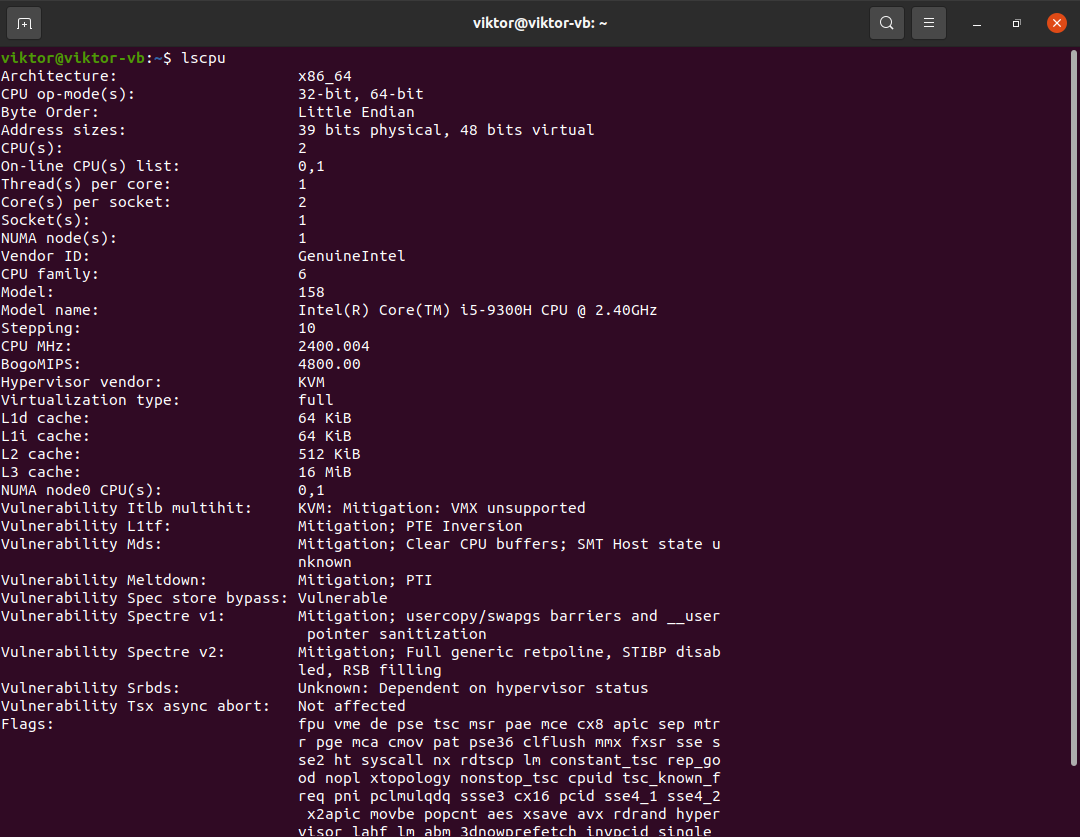 viktor@viktor-vb: ~
viktor@viktor-vb:~$ lscpu
Architecture: x86_64
CPU op-mode(s): 32-bit, 64-bit
Byte Order: Little Endian
Address sizes: 39 bits physical, 48 bits virtual
CPU(s): 2
On-line CPU(s) list: 0,1
Thread(s) per core: 1
Core(s) per socket: 2
Socket(s): 1
NUMA node(s): 1
Vendor ID: GenuineIntel
CPU family: 6
Model: 158
Model name: Intel(R) Core(TM) i5-9300H CPU @ 2.40GHz
Stepping: 10
CPU MHz: 2400.004
BogoMIPS: 4800.00
Hypervisor vendor: KVM
Virtualization type: full
L1d cache: 64 KiB
L1i cache: 64 KiB
L2 cache: 512 KiB
L3 cache: 16 MiB
NUMA node0 CPU(s): 0,1
Vulnerability Itlb multihit: KVM: Mitigation: VMX unsupported
Vulnerability L1tf: Mitigation; PTE Inversion
Vulnerability Mds: Mitigation; Clear CPU buffers; SMT Host state u
nknown
Vulnerability Meltdown: Mitigation; PTI
Vulnerability Spec store bypass: Vulnerable
Vulnerability Spectre v1: Mitigation; usercopy/swapgs barriers and __user
pointer sanitization
Vulnerability Spectre v2: Mitigation; Full generic retpoline, STIBP disab
led, RSB filling
Vulnerability Srbds: Unknown: Dependent on hypervisor status
Vulnerability Tsx async abort: Not affected
Flags: fpu vme de pse tsc msr pae mce cx8 apic sep mtr
r pge mca cmov pat pse36 clflush mmx fxsr sse s
se2 ht syscall nx rdtscp lm constant_tsc rep_go
od nopl xtopology nonstop_tsc cpuid tsc_known_f
req pni pclmulqdq ssse3 cx16 pcid sse4_1 sse4_2
x2apic movbe popcnt aes xsave avx rdrand hyper
visor lahf_lm abm 3dnowprefetch invpcid_single